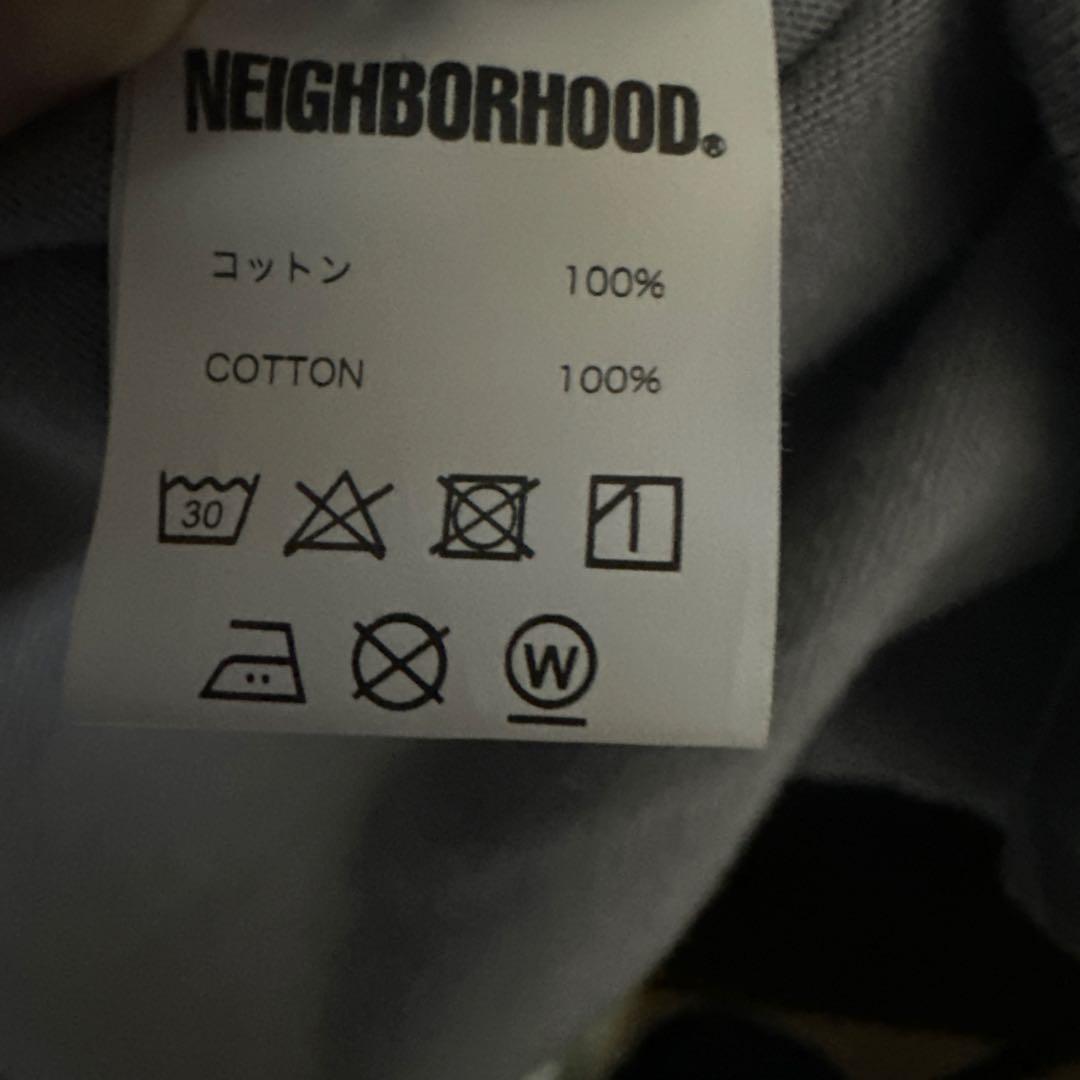 NEIGHBORHOOD®
コットン 100%
COTTON 100%
30
W